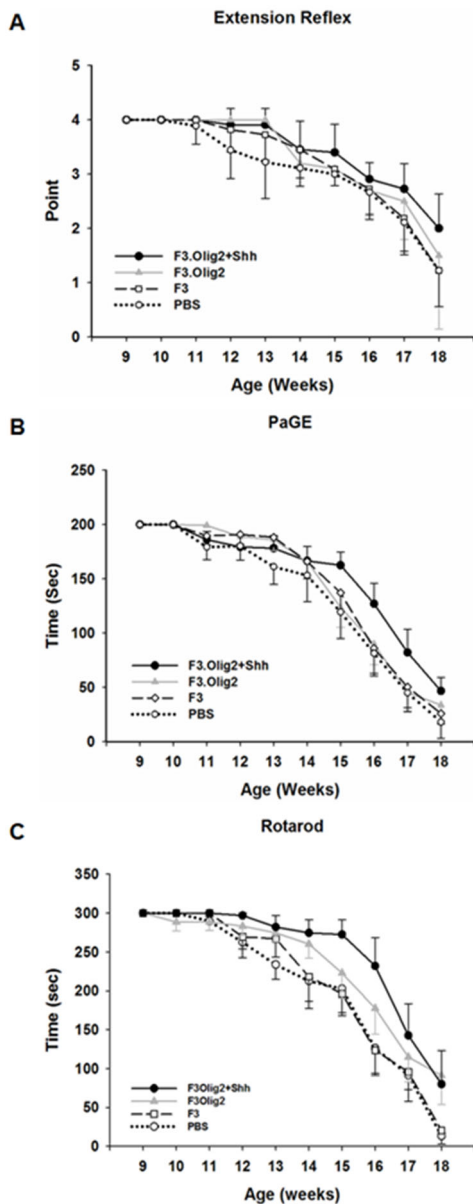 A
Extension Reflex
5
4
3
2
1
0
Point
F3.Olig2+Shh
F3.Olig2
F3
PBS
9 10 11 12 13 14 15 16 17 18
Age (Weeks)
B
PaGE
250
200
150
100
50
0
Time (Sec)
F3.Olig2+Shh
F3.Olig2
F3
PBS
9 10 11 12 13 14 15 16 17 18
Age (Weeks)
C
Rotarod
350
300
250
200
150
100
50
0
Time (sec)
F3Olig2+Shh
F3Olig2
F3
PBS
9 10 11 12 13 14 15 16 17 18
Age (weeks)